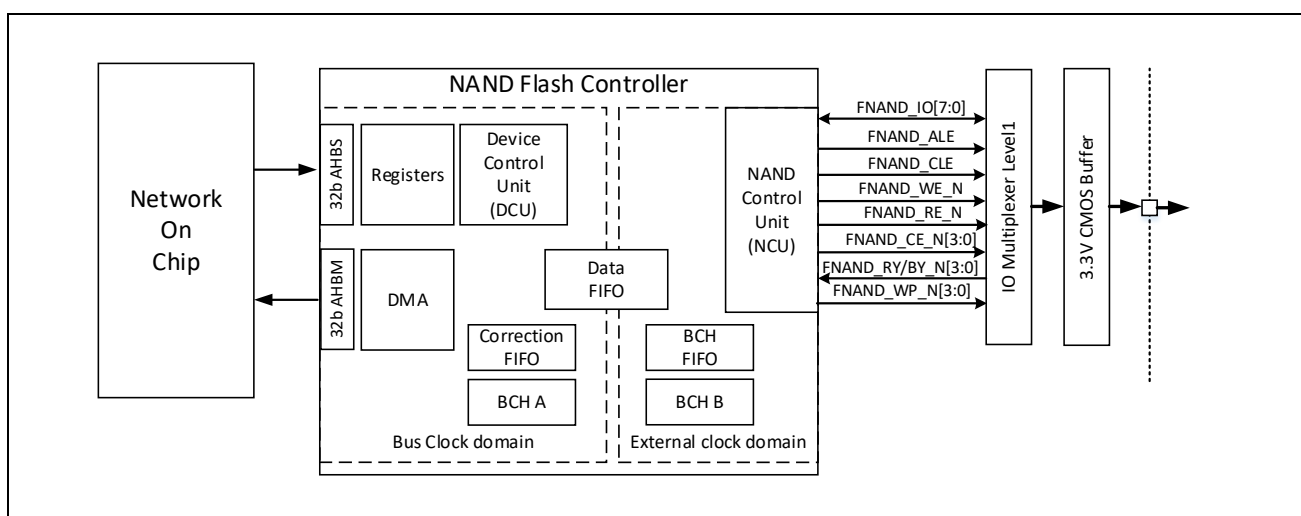 NAND Flash Controller
Network
On
Chip
32b AHBS
Registers
Device
Control
Unit
(DCU)
32b AHBM
DMA
Data
FIFO
Correction
FIFO
BCH A
Bus Clock domain
BCH
FIFO
BCH B
External clock domain
NAND
Control
Unit
(NCU)
FNAND_IO[7:0]
FNAND_ALE
FNAND_CLE
FNAND_WE_N
FNAND_RE_N
FNAND_CE_N[3:0]
FNAND_RY/BY_N[3:0]
FNAND_WP_N[3:0]
IO Multiplexer Level1
3.3V CMOS Buffer